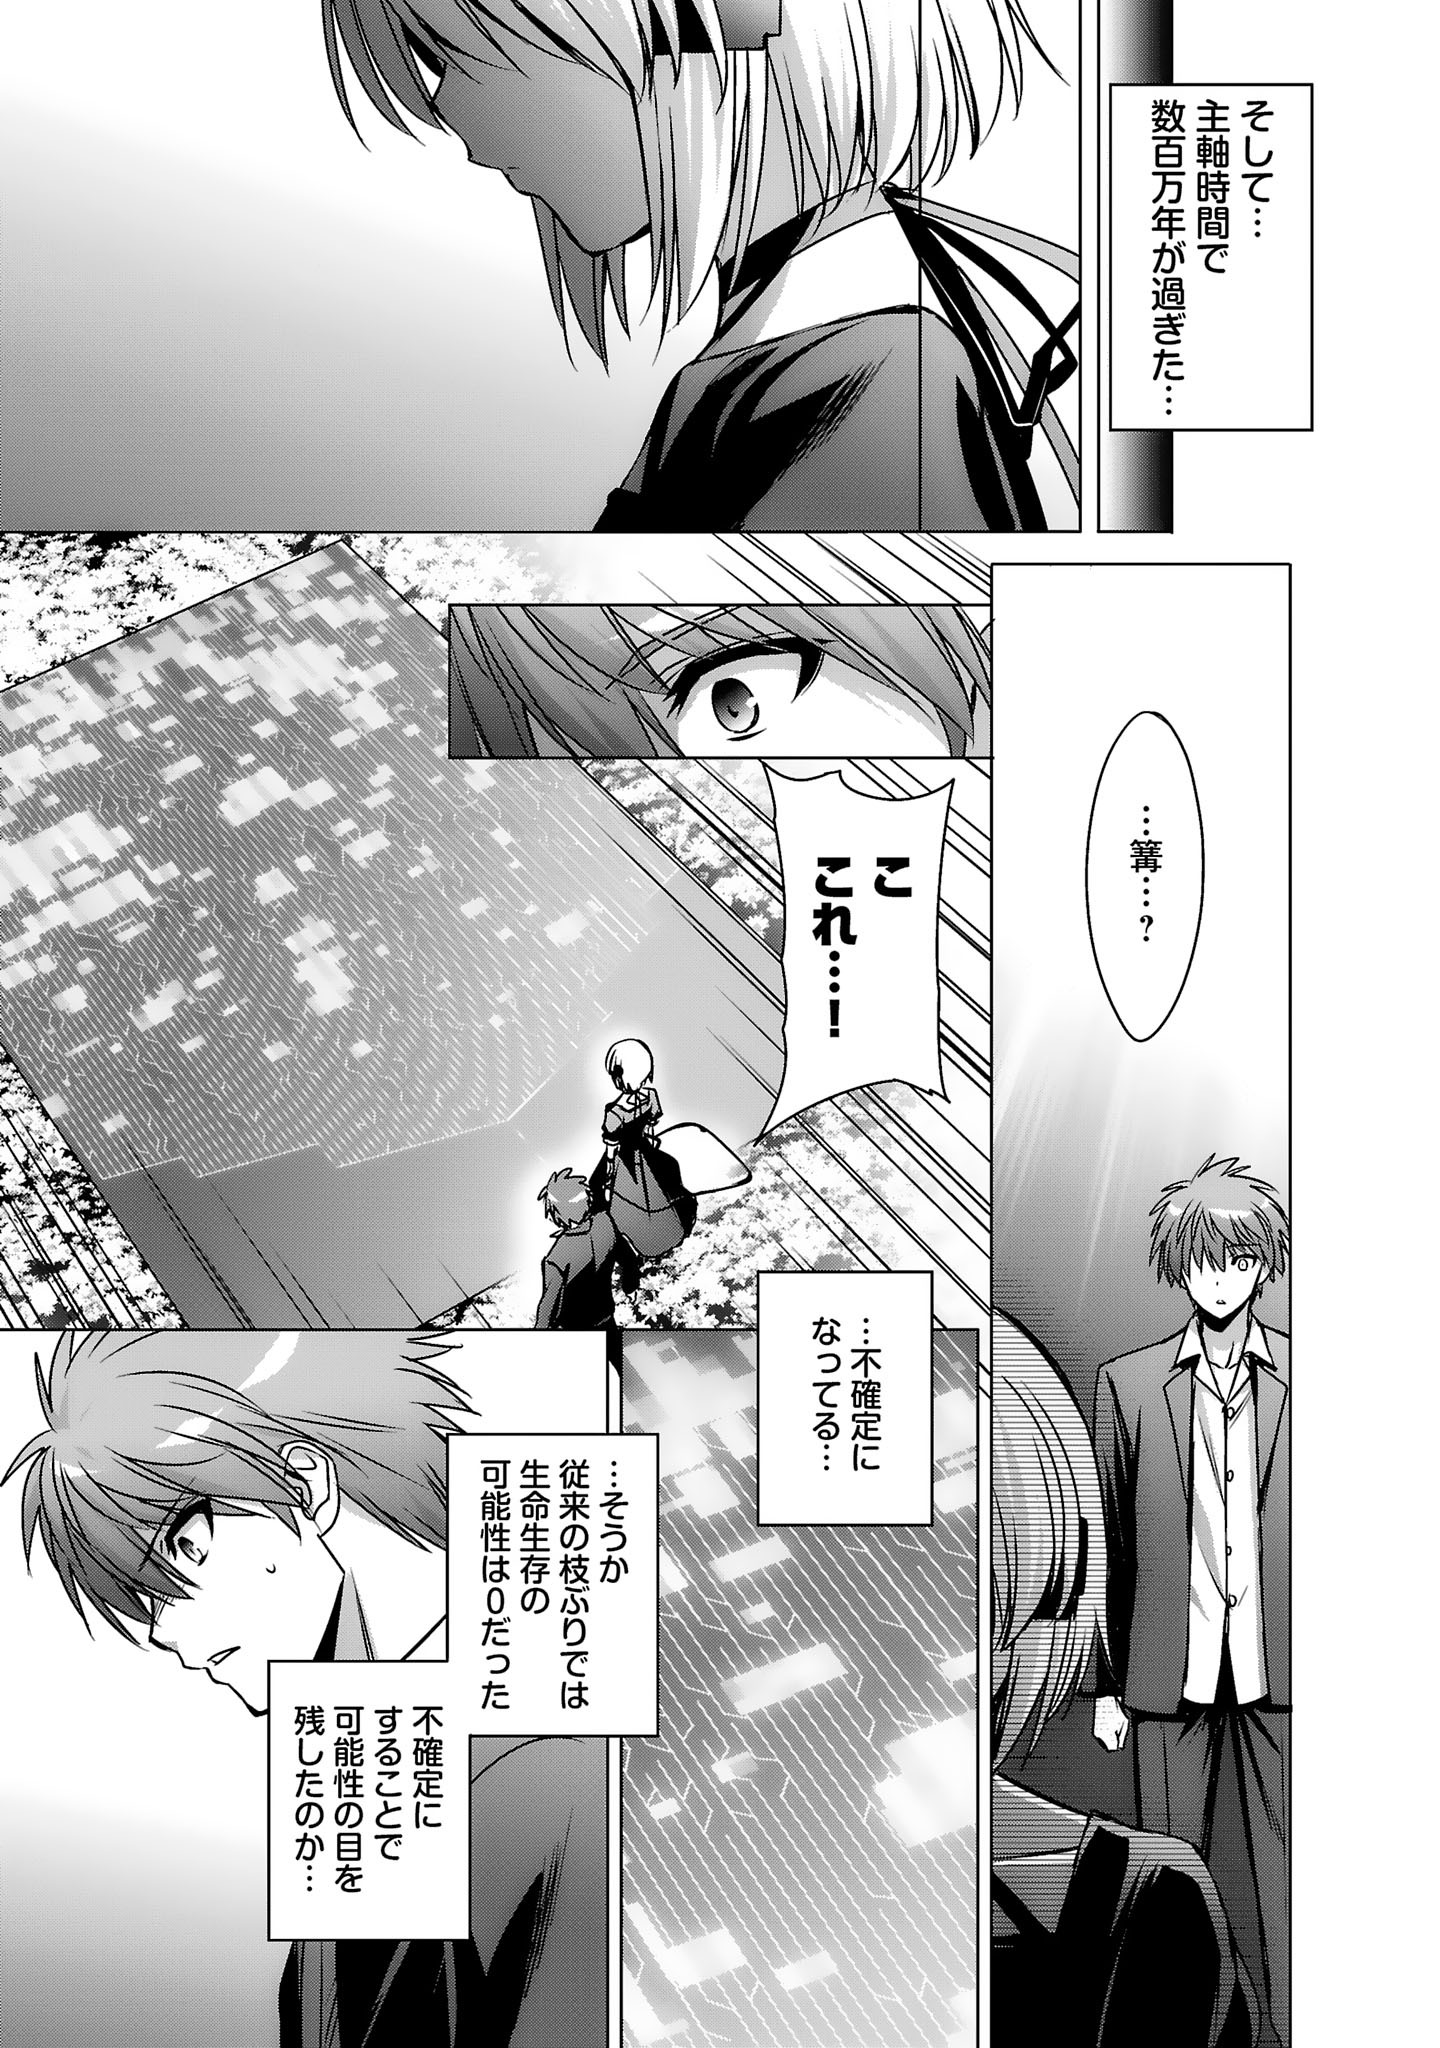 そして…
主軸時間で
数百万年が過ぎた…
…篝…？
こ
これ…！
…不確定に
なってる…
…そうか
従来の枝ぶりでは
生命生存の
可能性は0だった
不確定に
することで
可能性の目を
残したのか…